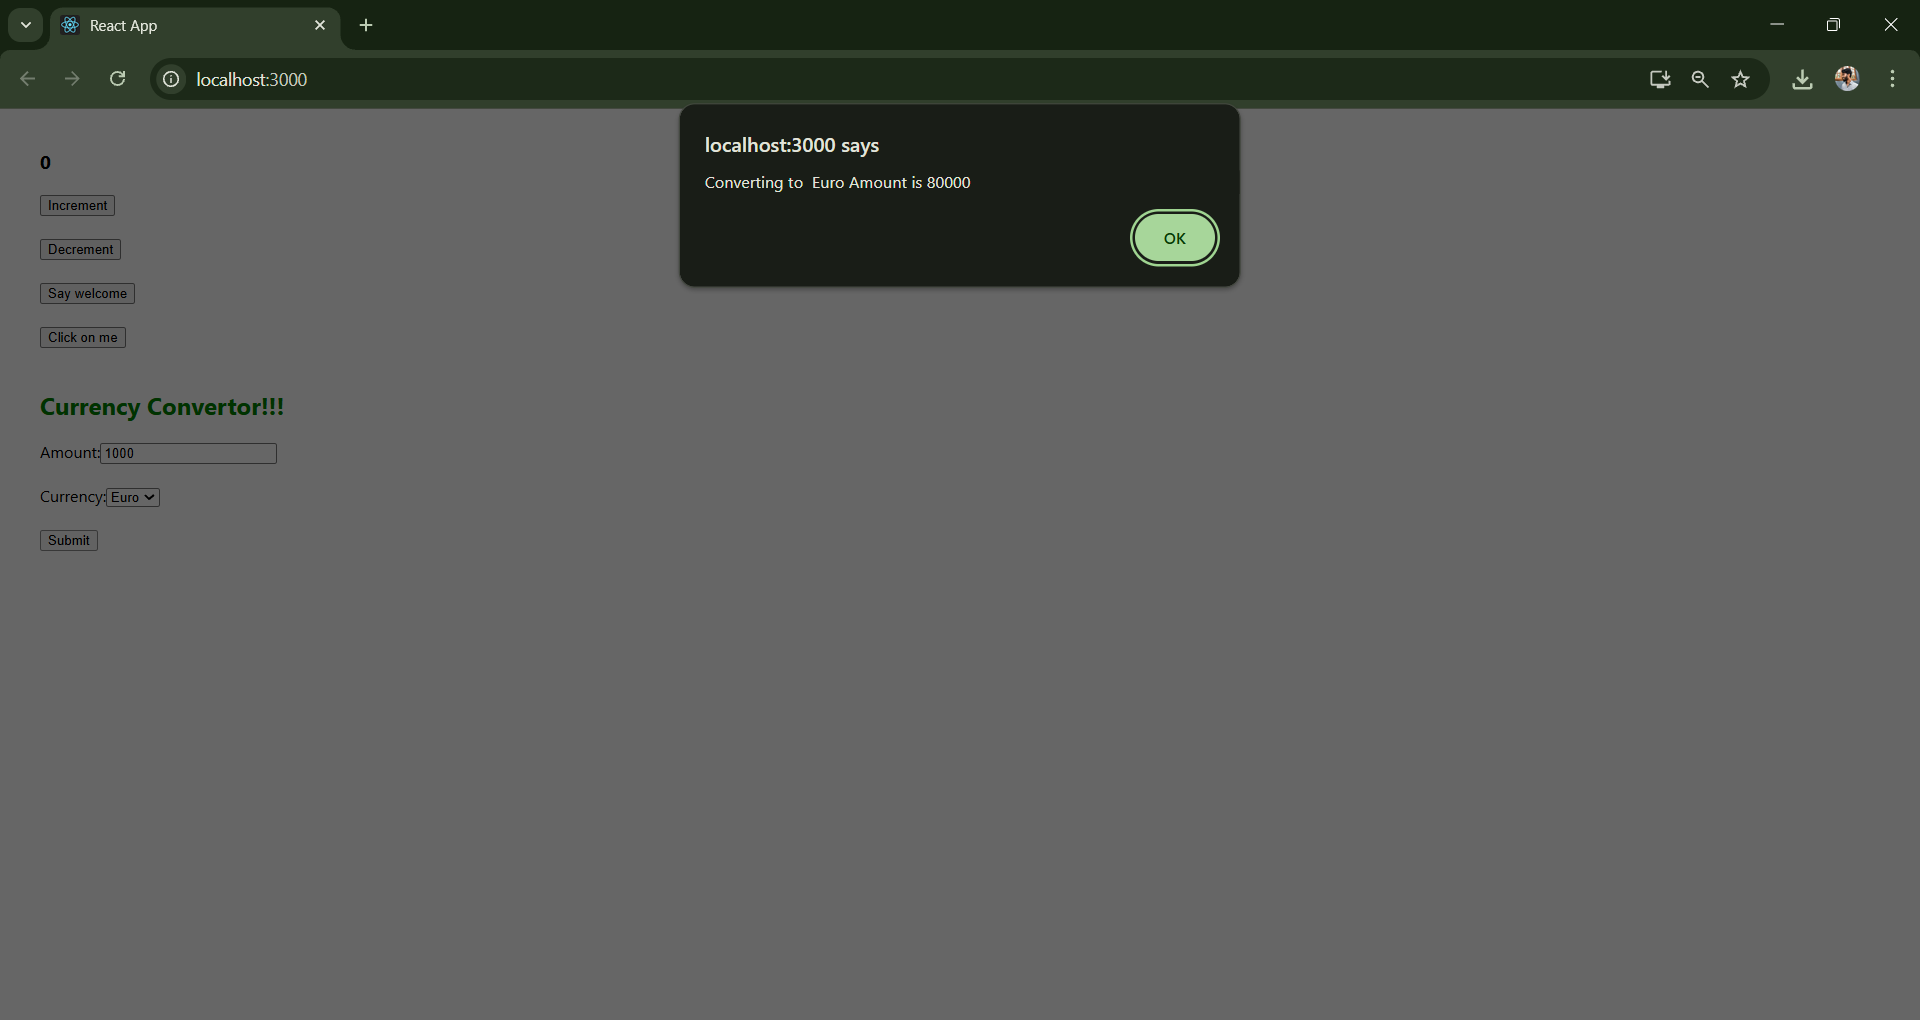 React App
localhost:3000
localhost:3000 says
Converting to  Euro Amount is 80000
OK
0
Increment
Decrement
Say welcome
Click on me
Currency Convertor!!!
Amount:1000
Currency:Euro
Submit